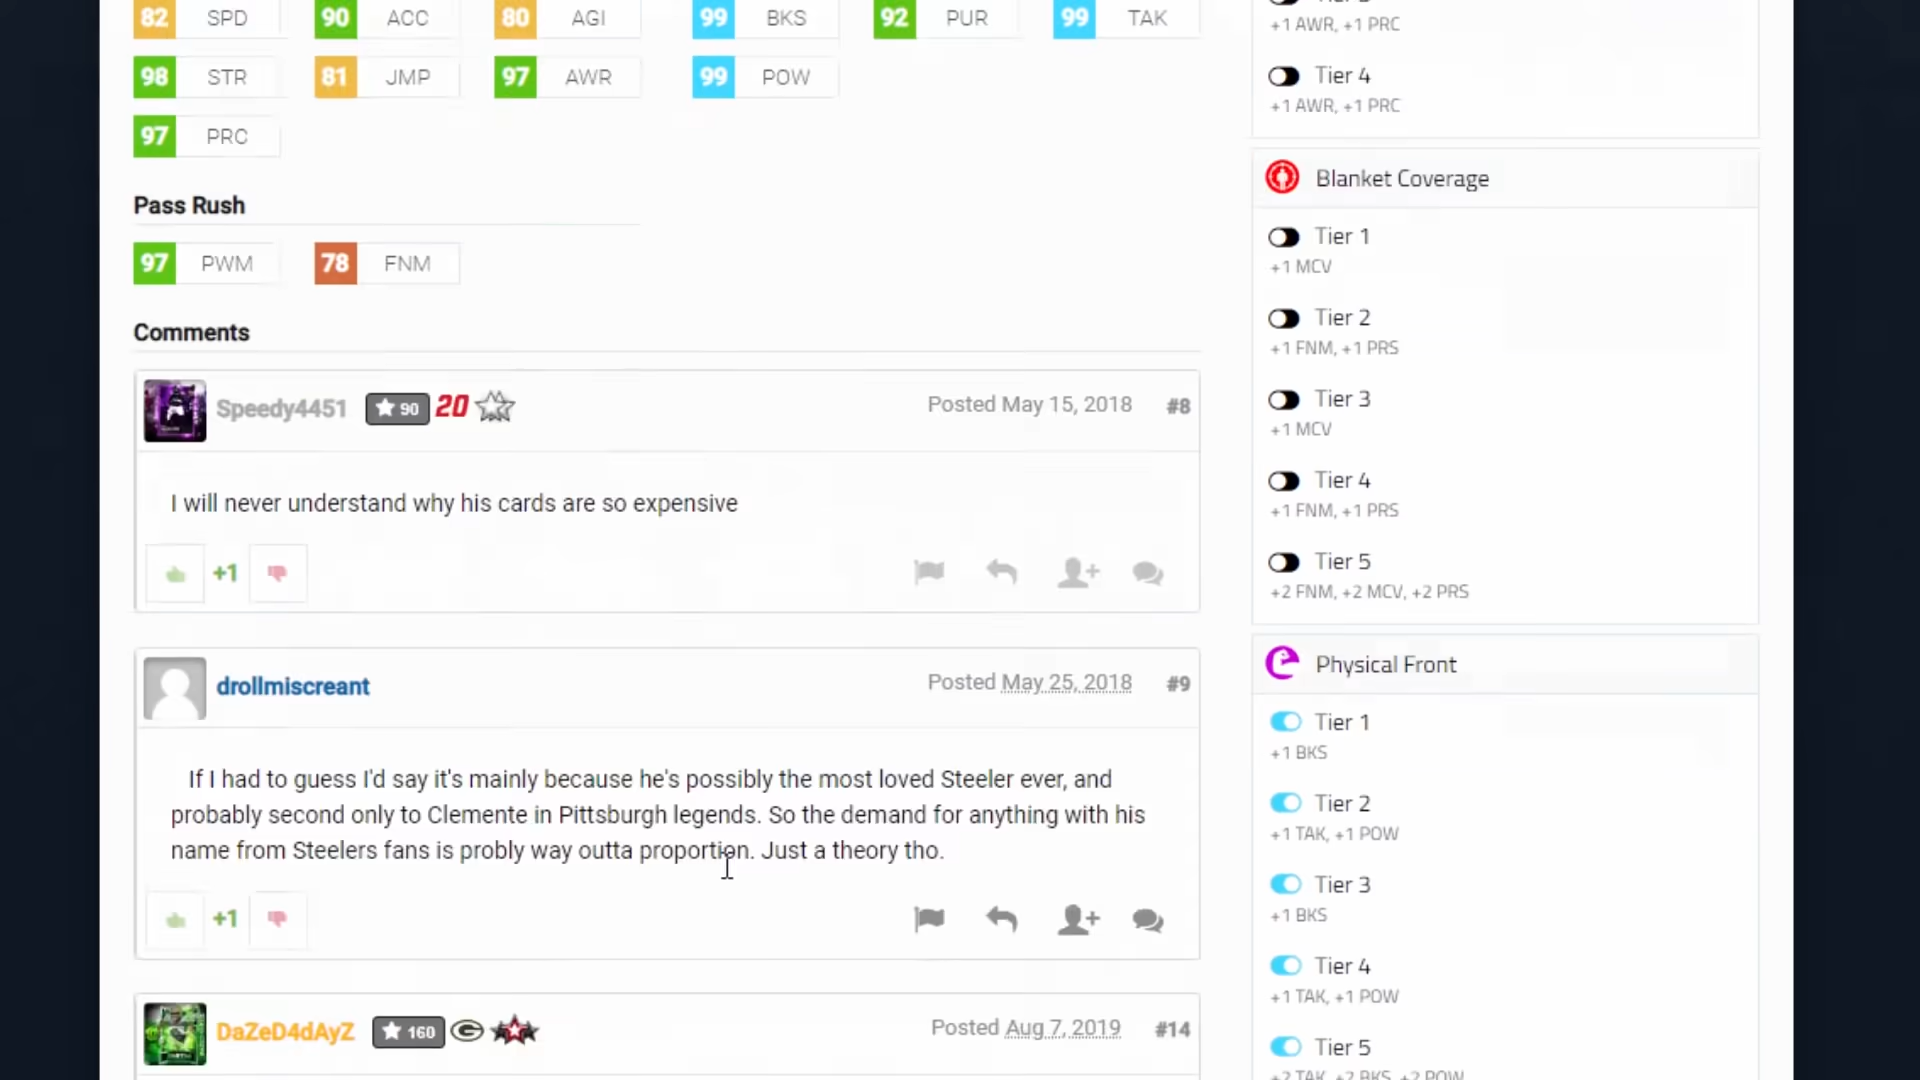 82 SPD 90 ACC 80 AGI 99 BKS 92 PUR 99 TAK
98 STR 81 JMP 97 AWR 99 POW
97 PRC
Pass Rush
97 PWM 78 FNM
Comments
Speedy4451 90 20 Posted May 15, 2018 #8
I will never understand why his cards are so expensive
+1
drollmiscreant Posted May 25, 2018 #9
If I had to guess I'd say it's mainly because he's possibly the most loved Steeler ever, and
probably second only to Clemente in Pittsburgh legends. So the demand for anything with his
name from Steelers fans is probly way outta proportion. Just a theory tho.
+1
DaZeD4dAyZ 160 Posted Aug 7, 2019 #14
+1 AWR, +1 PRC
Tier 4
+1 AWR, +1 PRC
Blanket Coverage
Tier 1
+1 MCV
Tier 2
+1 FNM, +1 PRS
Tier 3
+1 MCV
Tier 4
+1 FNM, +1 PRS
Tier 5
+2 FNM, +2 MCV, +2 PRS
Physical Front
Tier 1
+1 BKS
Tier 2
+1 TAK, +1 POW
Tier 3
+1 BKS
Tier 4
+1 TAK, +1 POW
Tier 5
+2 TAK, +2 BKS, +2 POW